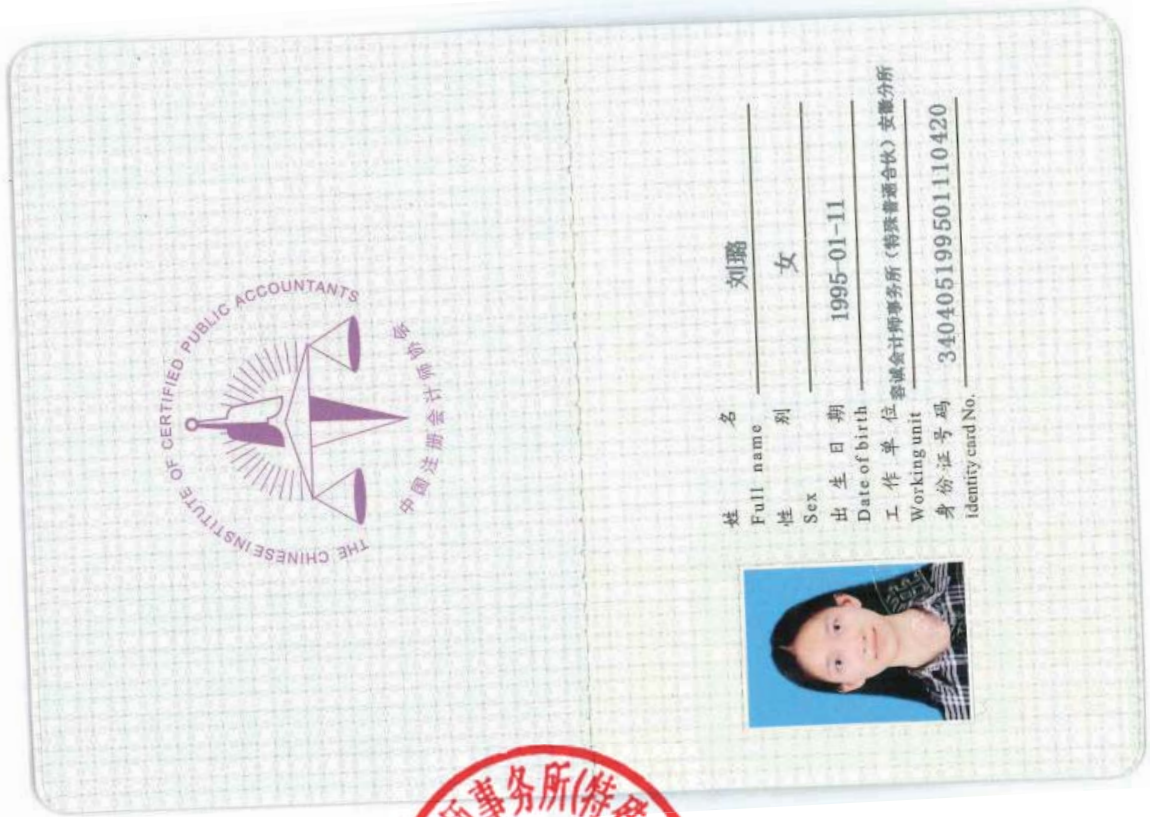 THE CHINESE INSTITUTE OF CERTIFIED PUBLIC ACCOUNTANTS
中国注册会计师协会
姓 名 刘璐
Full name
性 别 女
Sex
出 生 日 期 1995-01-11
Date of birth
工 作 单 位 容诚会计师事务所(特殊普通合伙)安徽分所
Working unit
身 份 证 号 码 340405199501110420
Identity card No.
师事务所(特殊